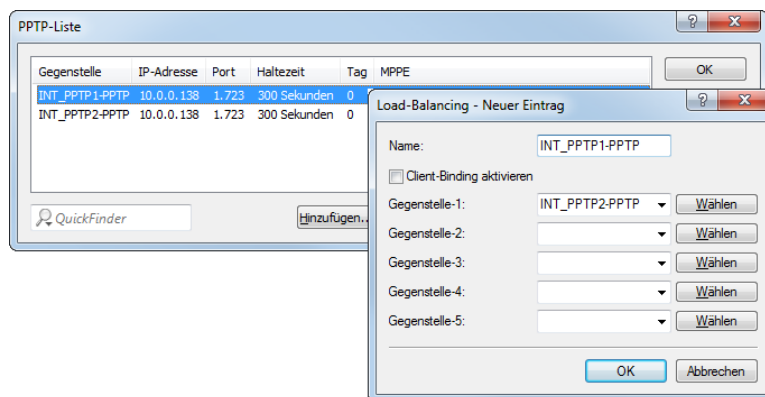 PPTP-Liste
Gegenstelle IP-Adresse Port Haltezeit Tag MPPE
INT_PPTP1-PPTP 10.0.0.138 1.723 300 Sekunden 0
INT_PPTP2-PPTP 10.0.0.138 1.723 300 Sekunden 0
OK
QuickFinder
Hinzufügen..
Load-Balancing - Neuer Eintrag
Name: INT_PPTP1-PPTP
Client-Binding aktivieren
Gegenstelle-1: INT_PPTP2-PPTP Wählen
Gegenstelle-2: Wählen
Gegenstelle-3: Wählen
Gegenstelle-4: Wählen
Gegenstelle-5: Wählen
OK Abbrechen